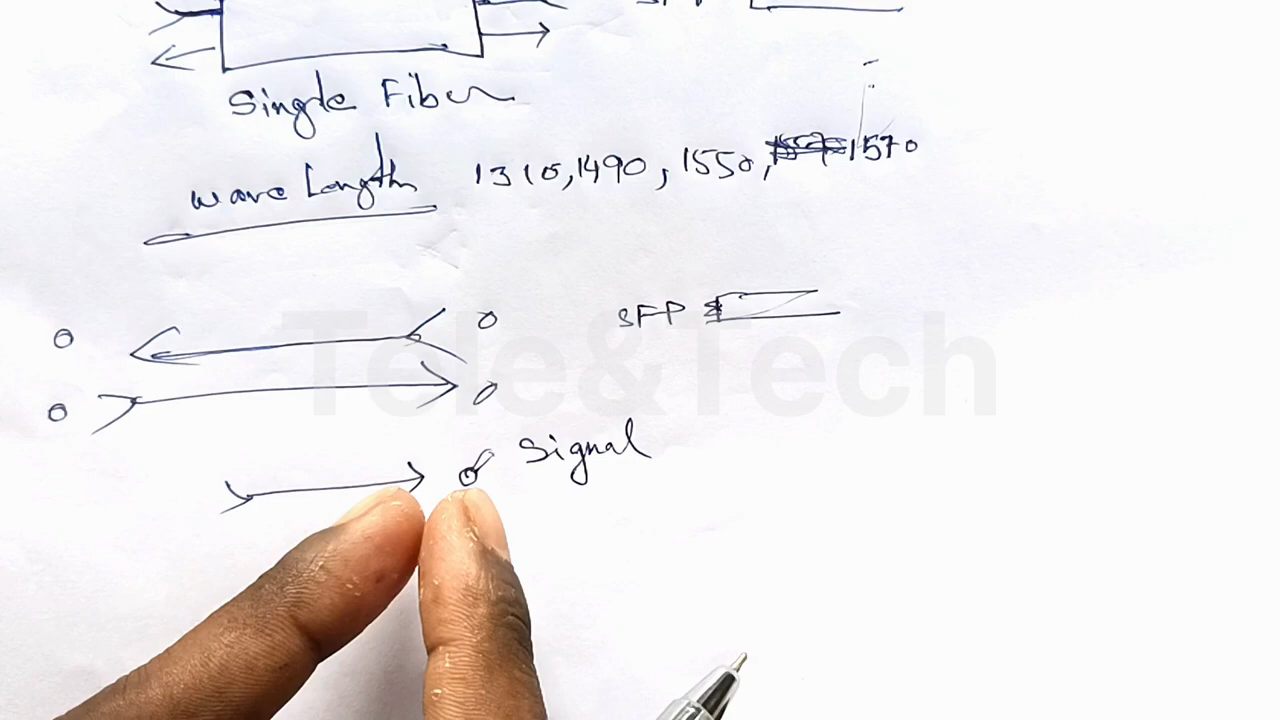 Single Fiber
wave Length 1310, 1490, 1550, 1570
SFP
Tele&Tech
Signal